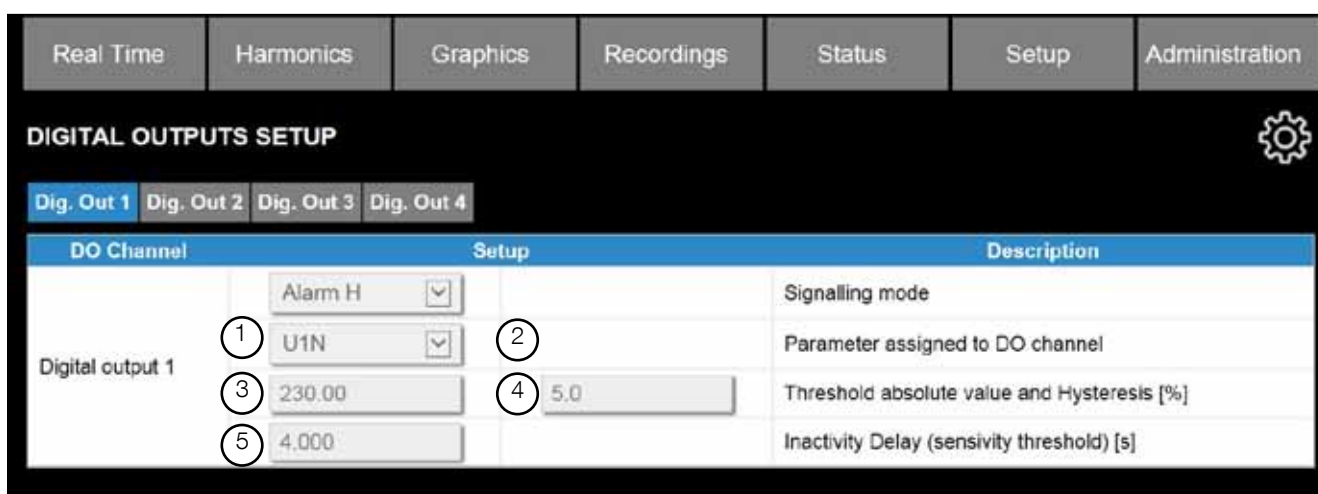 Real Time Harmonics Graphics Recordings Status Setup Administration
DIGITAL OUTPUTS SETUP
Dig. Out 1 Dig. Out 2 Dig. Out 3 Dig. Out 4
DO Channel Setup Description
Alarm H Signalling mode
1 U1N 2 Parameter assigned to DO channel
Digital output 1
3 230.00 4 5.0 Threshold absolute value and Hysteresis [%]
5 4.000 Inactivity Delay (sensivity threshold) [s]